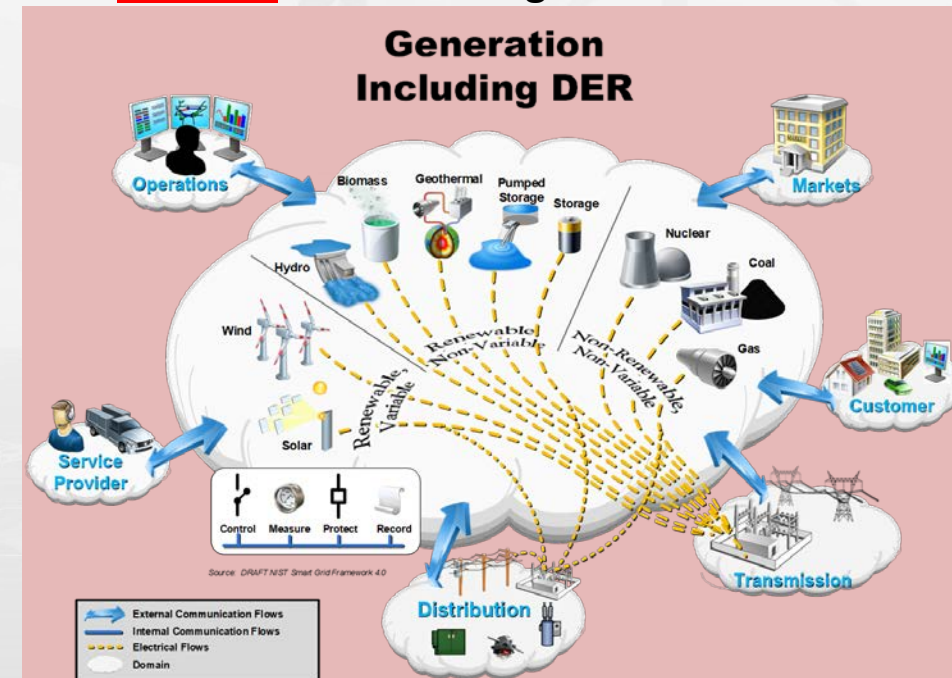 Generation
Including DER
Operations
Markets
Biomass
Geothermal
Pumped
Storage
Storage
Nuclear
Coal
Hydro
Wind
Gas
Renewable,
Non-Variable
Non-Renewable,
Non-Variable
Renewable,
Variable
Solar
Customer
Service
Provider
Control
Measure
Protect
Record
Source: DRAFT NIST Smart Grid Framework 4.0
Transmission
Distribution
External Communication Flows
Internal Communication Flows
Electrical Flows
Domain